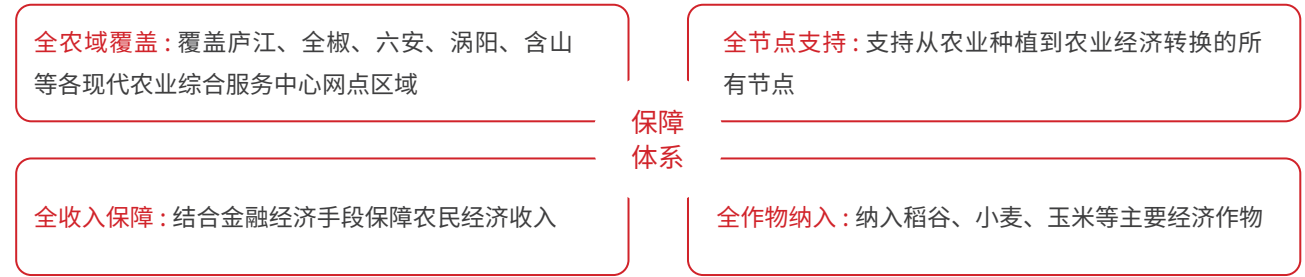 全农域覆盖 : 覆盖庐江、全椒、六安、涡阳、含山
等各现代农业综合服务中心网点区域
全节点支持 : 支持从农业种植到农业经济转换的所
有节点
保障
体系
全收入保障 : 结合金融经济手段保障农民经济收入
全作物纳入 : 纳入稻谷、小麦、玉米等主要经济作物